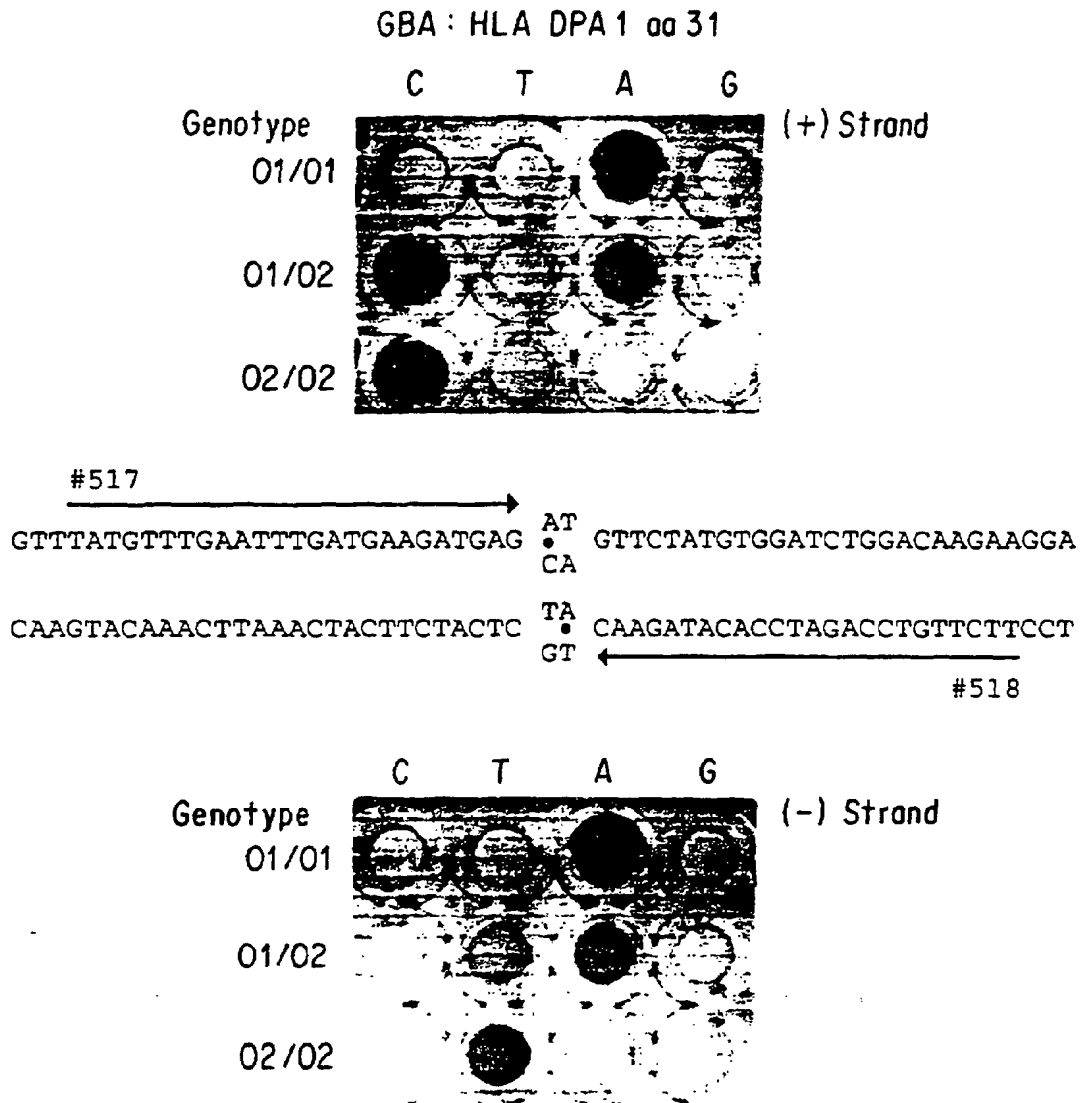 GBA : HLA DPA1 aa 31
C T A G
Genotype (+) Strand
01/01
01/02
02/02
#517
AT
GTTTATGTTTGAATTTGATGAAGATGAG • GTTCTATGTGGATCTGGACAAGAAGGA
CA
TA
CAAGTACAAACTTAAACTACTTCTACTC • CAAGATACACCTAGACCTGTTCTTCCT
GT
#518
C T A G
Genotype (-) Strand
01/01
01/02
02/02